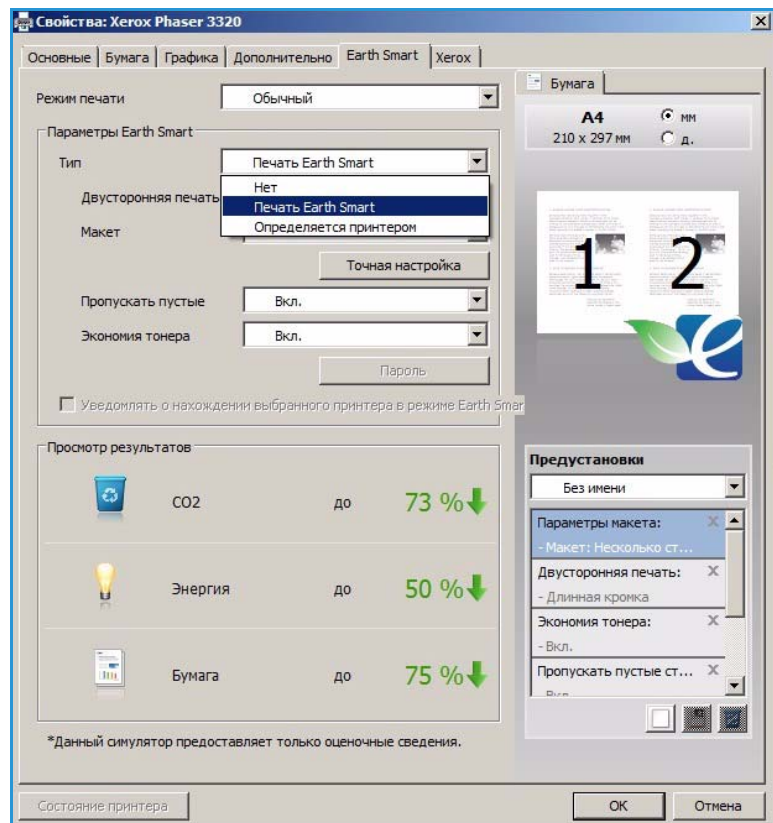 Свойства: Xerox Phaser 3320
Основные Бумага Графика Дополнительно Earth Smart Xerox
Режим печати Обычный
Параметры Earth Smart
Тип Печать Earth Smart
Нет
Двусторонняя печать Печать Earth Smart
Макет Определяется принтером
Точная настройка
Пропускать пустые Вкл.
Экономия тонера Вкл.
Пароль
Уведомлять о нахождении выбранного принтера в режиме Earth Smar
Просмотр результатов
CO2 до 73 %
Энергия до 50 %
Бумага до 75 %
*Данный симулятор предоставляет только оценочные сведения.
Бумага
A4 мм
210 x 297 мм д.
1 2
Предустановки
Без имени
Параметры макета: X
- Макет: Несколько ст...
Двусторонняя печать: X
- Длинная кромка
Экономия тонера: X
- Вкл.
Пропускать пустые ст... X
- Вкл.
Состояние принтера OK Отмена